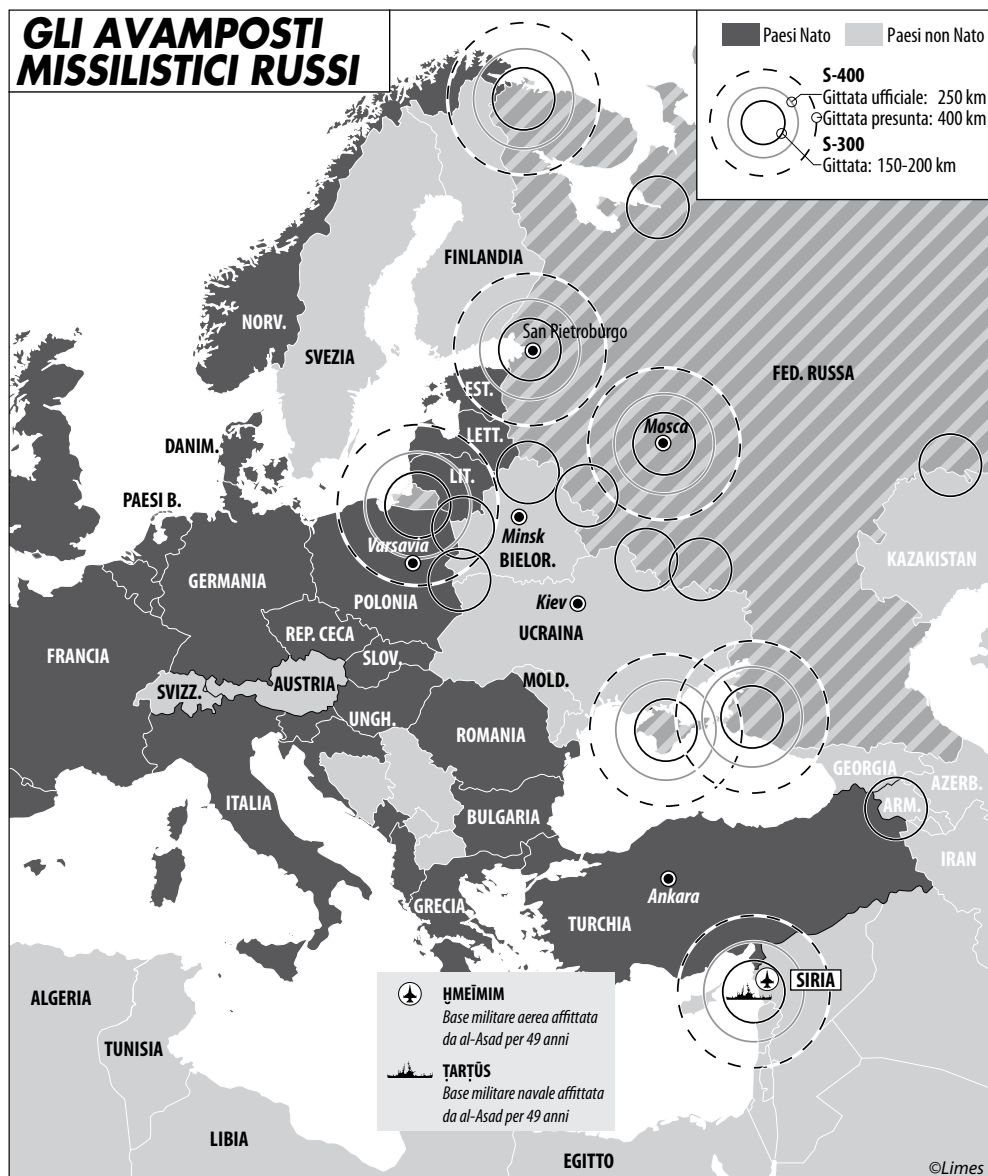 GLI AVAMPOSTI
MISSILISTICI RUSSI
Paesi Nato
Paesi non Nato
S-400
Gittata ufficiale: 250 km
Gittata presunta: 400 km
S-300
Gittata: 150-200 km
FINLANDIA
NORV.
SVEZIA
San Pietroburgo
FED. RUSSA
EST.
Mosca
LETT.
DANIM.
LIT.
PAESI B.
Minsk
Varsavia
BIELOR.
KAZAKISTAN
GERMANIA
POLONIA
Kiev
UCRAINA
REP. CECA
FRANCIA
SLOV.
MOLD.
SVIZZ.
AUSTRIA
UNGH.
ROMANIA
GEORGIA
AZERB.
ITALIA
ARM.
BULGARIA
IRAN
Ankara
GRECIA
TURCHIA
SIRIA
ALGERIA
ḤMEĪMIM
Base militare aerea affittata
da al-Asad per 49 anni
TUNISIA
ṬARṬŪS
Base militare navale affittata
da al-Asad per 49 anni
LIBIA
EGITTO
©Limes